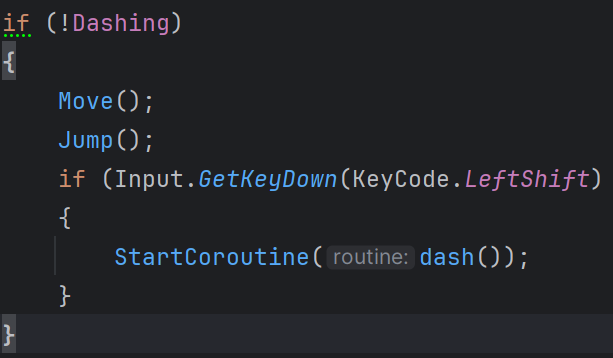 if (!Dashing)
{
    Move();
    Jump();
    if (Input.GetKeyDown(KeyCode.LeftShift)
    {
        StartCoroutine(routine: dash());
    }
}